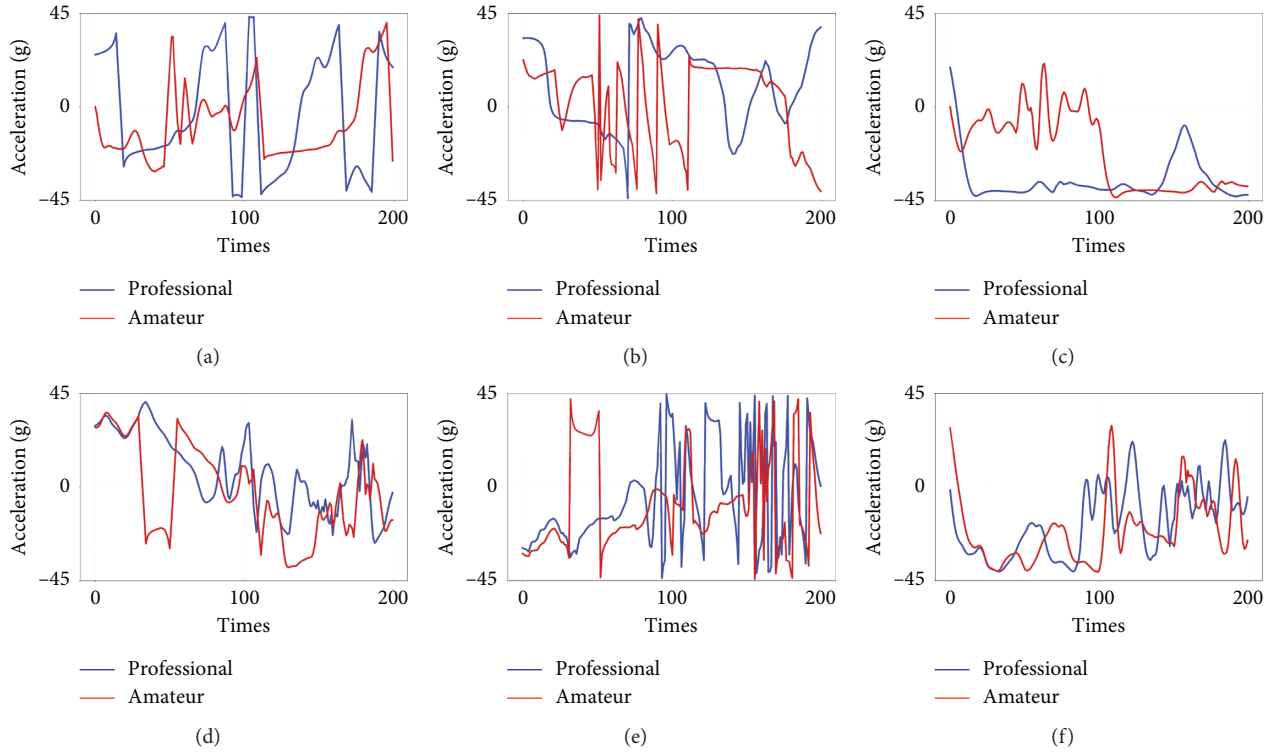 Acceleration (g)
45
0
−45
0
100
200
Times
Professional
Amateur
(a)
Acceleration (g)
45
0
−45
0
100
200
Times
Professional
Amateur
(b)
Acceleration (g)
45
0
−45
0
100
200
Times
Professional
Amateur
(c)
Acceleration (g)
45
0
−45
0
100
200
Times
Professional
Amateur
(d)
Acceleration (g)
45
0
−45
0
100
200
Times
Professional
Amateur
(e)
Acceleration (g)
45
0
−45
0
100
200
Times
Professional
Amateur
(f)